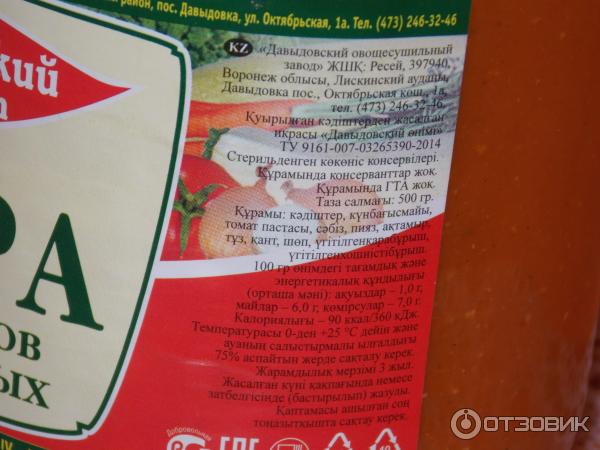 район, пос. Давыдовка, ул. Октябрьская, 1а. Тел. (473) 246-32-46
KZ «Давыдовский овощесушильный
завод» ЖШҚ: Ресей, 397940,
Воронеж облысы, Лискинский ауданы,
Давыдовка пос., Октябрьская көш., 1а,
тел. (473) 246-32-46.
Қуырылған кәдіштерден жасалған
икрасы «Давыдовский өнімі»
ТУ 9161-007-03265390-2014
Стерильденген көкөніс консервілері.
Құрамында консерванттар жоқ.
Құрамында ГТА жоқ.
Таза салмағы: 500 гр.
Құрамы: кәдіштер, күнбағысмайы,
томат пастасы, сәбіз, пияз, ақтамыр,
тұз, қант, шөп, үгітілгенқарабұрыш,
үгітілгенхошиістібұрыш.
100 гр өнімдегі тағамдық және
энергетикалық құндылығы
(орташа мәні): ақуыздар – 1,0 г,
майлар – 6,0 г, көмірсулар – 7,0 г.
Калориялығы – 90 ккал/360 кДж.
Температурасы 0-ден +25 °С дейін және
ауаның салыстырмалы ылғалдығы
75% аспайтын жерде сақталу керек.
Жарамдылық мерзімі 3 жыл.
Жасалған күні қақпағында немесе
затбелгісінде (бастырылып) жазулы.
Қаптамасы ашылған соң
тоңазытқышта сақтау керек.
кий
РА
ОВ
ЫХ
Добровольная
ОТЗОВИК